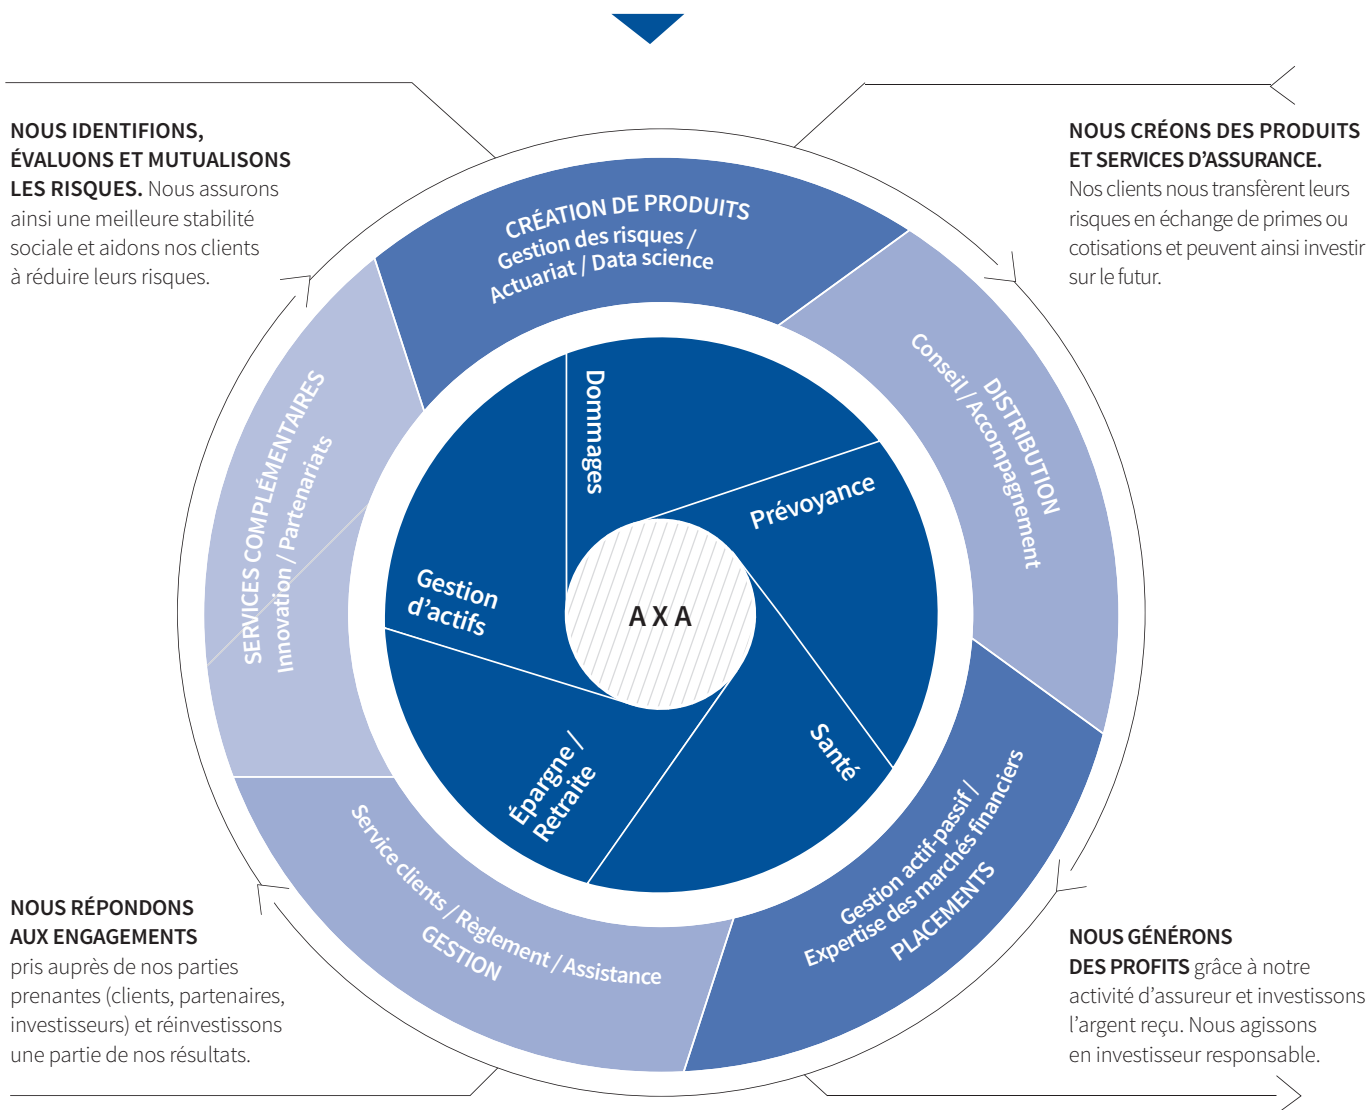 NOUS IDENTIFIONS,
ÉVALUONS ET MUTUALISONS
LES RISQUES. Nous assurons
ainsi une meilleure stabilité
sociale et aidons nos clients
à réduire leurs risques.
NOUS CRÉONS DES PRODUITS
ET SERVICES D’ASSURANCE.
Nos clients nous transfèrent leurs
risques en échange de primes ou
cotisations et peuvent ainsi investir
sur le futur.
CRÉATION DE PRODUITS
Gestion des risques /
Actuariat / Data science
DISTRIBUTION
Conseil / Accompagnement
SERVICES COMPLÉMENTAIRES
Innovation / Partenariats
Dommages
Prévoyance
Gestion
d’actifs
AXA
Santé
Épargne /
Retraite
Gestion actif-passif /
Expertise des marchés financiers
PLACEMENTS
Service clients / Règlement / Assistance
GESTION
NOUS RÉPONDONS
AUX ENGAGEMENTS
pris auprès de nos parties
prenantes (clients, partenaires,
investisseurs) et réinvestissons
une partie de nos résultats.
NOUS GÉNÉRONS
DES PROFITS grâce à notre
activité d’assureur et investissons
l’argent reçu. Nous agissons
en investisseur responsable.